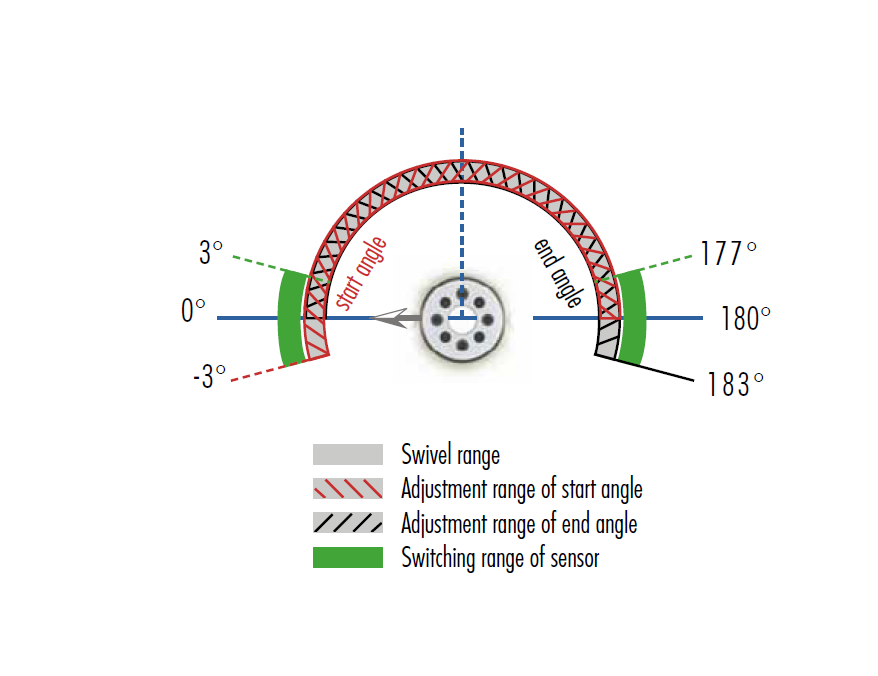 start angle
end angle
3°
177°
0°
180°
-3°
183°
Swivel range
Adjustment range of start angle
Adjustment range of end angle
Switching range of sensor